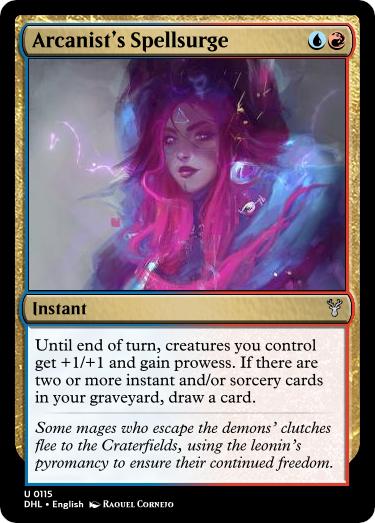 Arcanist's Spellsurge
Instant
Until end of turn, creatures you control
get +1/+1 and gain prowess. If there are
two or more instant and/or sorcery cards
in your graveyard, draw a card.
Some mages who escape the demons' clutches
flee to the Craterfields, using the leonin's
pyromancy to ensure their continued freedom.
U 0115
DHL • English Raquel Cornejo